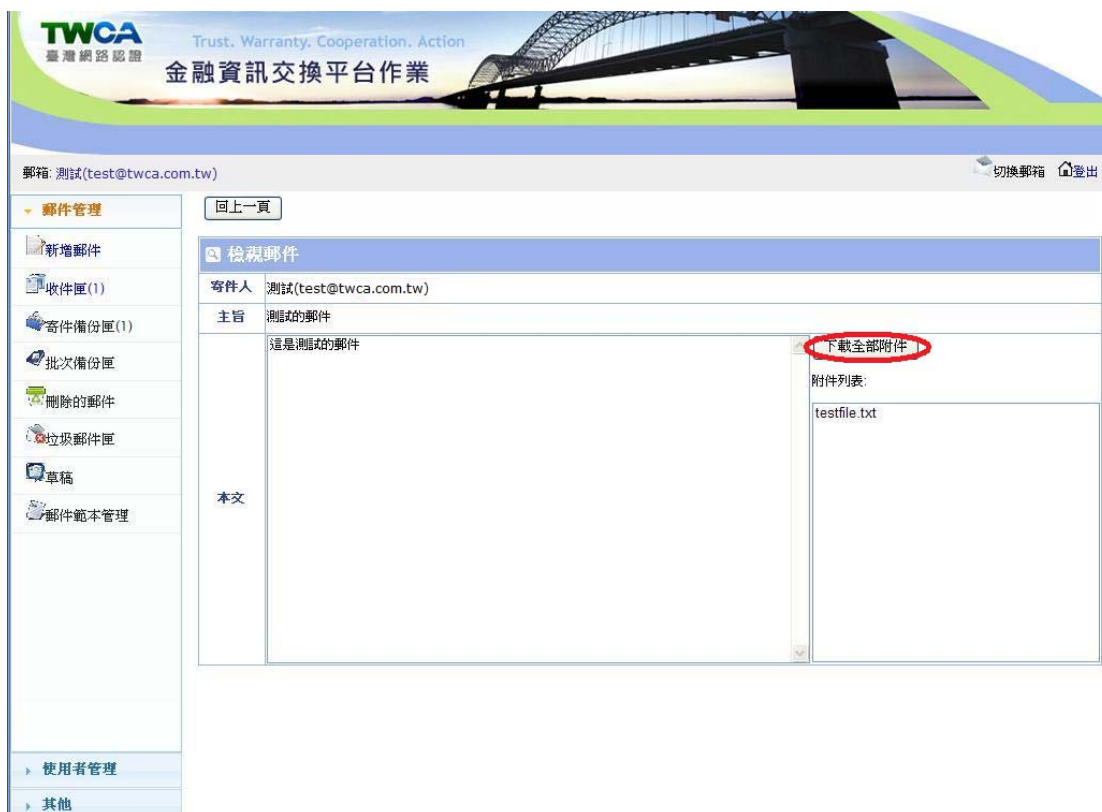 TWCA
臺灣網路認證
Trust. Warranty. Cooperation. Action
金融資訊交換平台作業
郵箱: 測試(test@twca.com.tw)
切換郵箱 登出
郵件管理
回上一頁
新增郵件
收件匣(1)
寄件備份匣(1)
批次備份匣
刪除的郵件
垃圾郵件匣
草稿
郵件範本管理
檢視郵件
寄件人 測試(test@twca.com.tw)
主旨 測試的郵件
本文 這是測試的郵件
下載全部附件
附件列表:
testfile.txt
使用者管理
其他